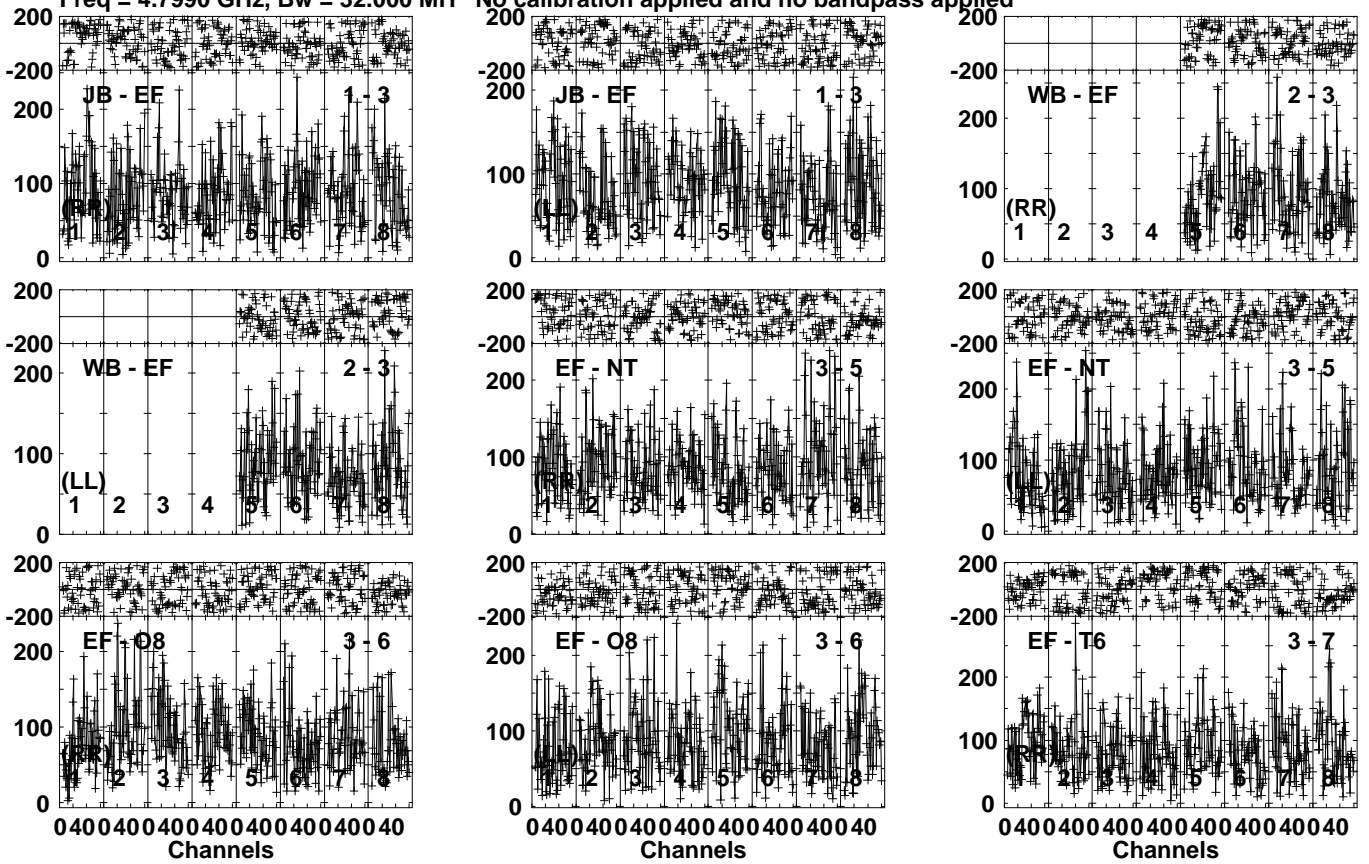 Freq = 4.7990 GHz, Bw = 32.000 MH No calibration applied and no bandpass applied
200 200 200
-200 -200 -200
JB - EF 1 - 3 JB - EF 1 - 3 WB - EF 2 - 3
200 200 200
100 100 100
(RR) (LL) (RR)
1 2 3 4 5 6 7 8 1 2 3 4 5 6 7 8 1 2 3 4 5 6 7 8
0 0 0
200 200 200
-200 -200 -200
WB - EF 2 - 3 EF - NT 3 - 5 EF - NT 3 - 5
200 200 200
100 100 100
(LL) (RR) (LL)
1 2 3 4 5 6 7 8 1 2 3 4 5 6 7 8 1 2 3 4 5 6 7 8
0 0 0
200 200 200
-200 -200 -200
EF - O8 3 - 6 EF - O8 3 - 6 EF - T6 3 - 7
200 200 200
100 100 100
(RR) (LL) (RR)
1 2 3 4 5 6 7 8 1 2 3 4 5 6 7 8 1 2 3 4 5 6 7 8
0 0 0
0 40 0 40 0 40 0 40 0 40 0 40 0 40 0 40 0 40 0 40 0 40 0 40 0 40 0 40 0 40 0 40 0 40 0 40 0 40 0 40 0 40 0 40 0 40 0 40
Channels Channels Channels